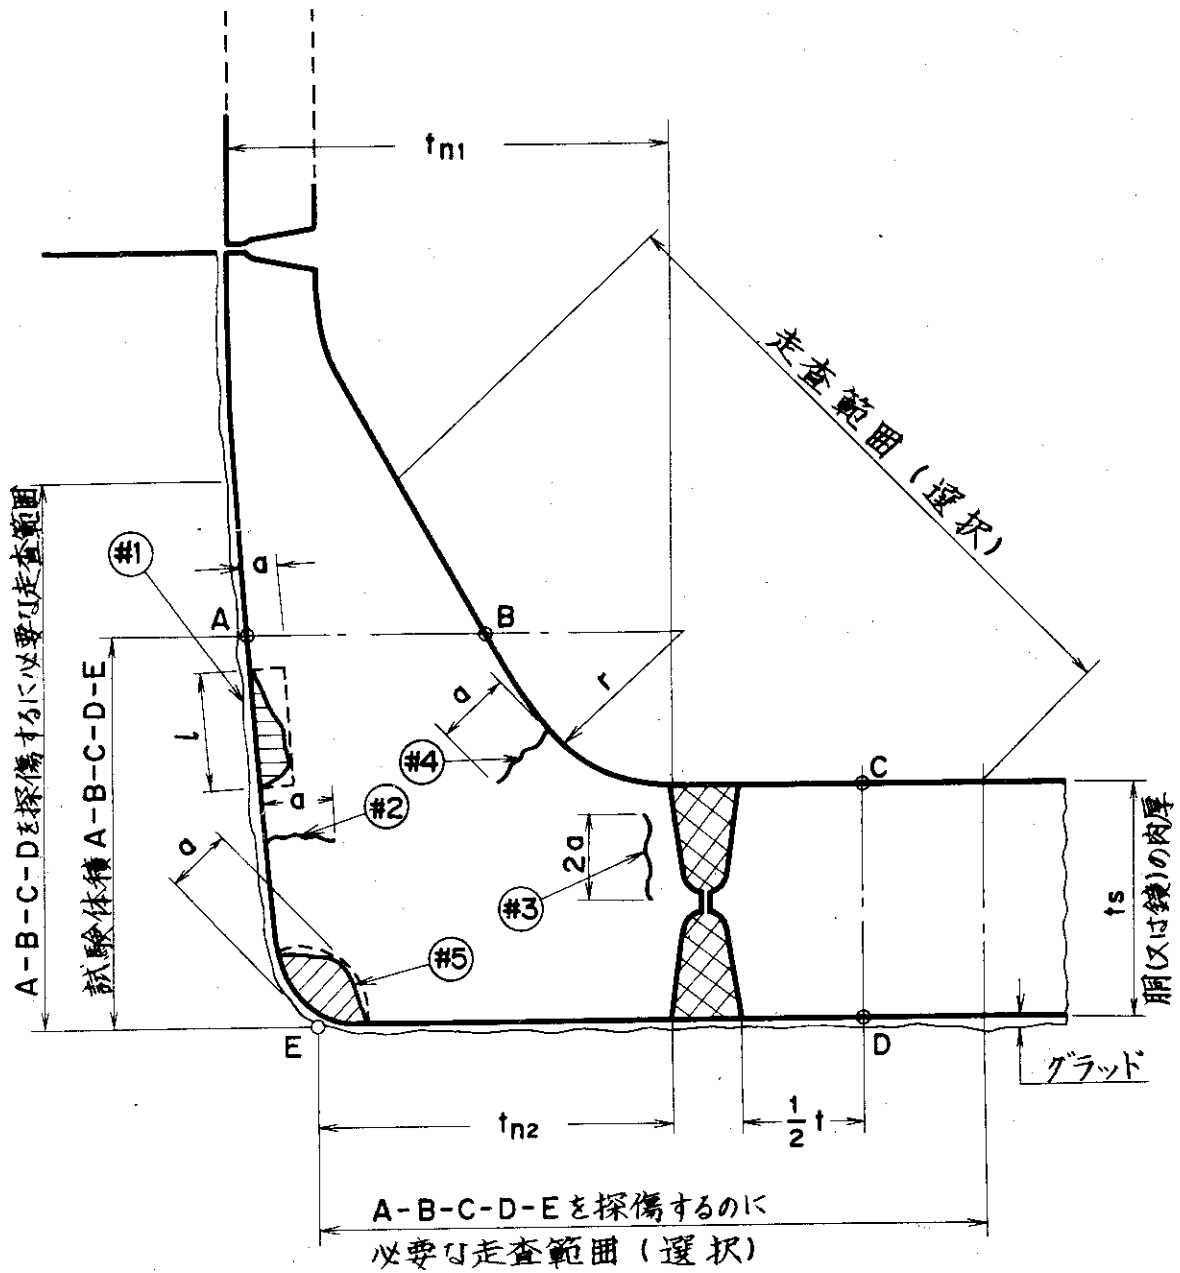 tn1
走査範囲(選択)
A-B-C-Dを探傷するに必要な走査範囲
試験体積A-B-C-D-E
#1
a
A
B
r
l
a
#4
C
a
#2
a
2a
#3
#5
ts
胴(又は鏡)の肉厚
E
D
グラッド
tn2
1/2 t
A-B-C-D-Eを探傷するのに
必要な走査範囲(選択)